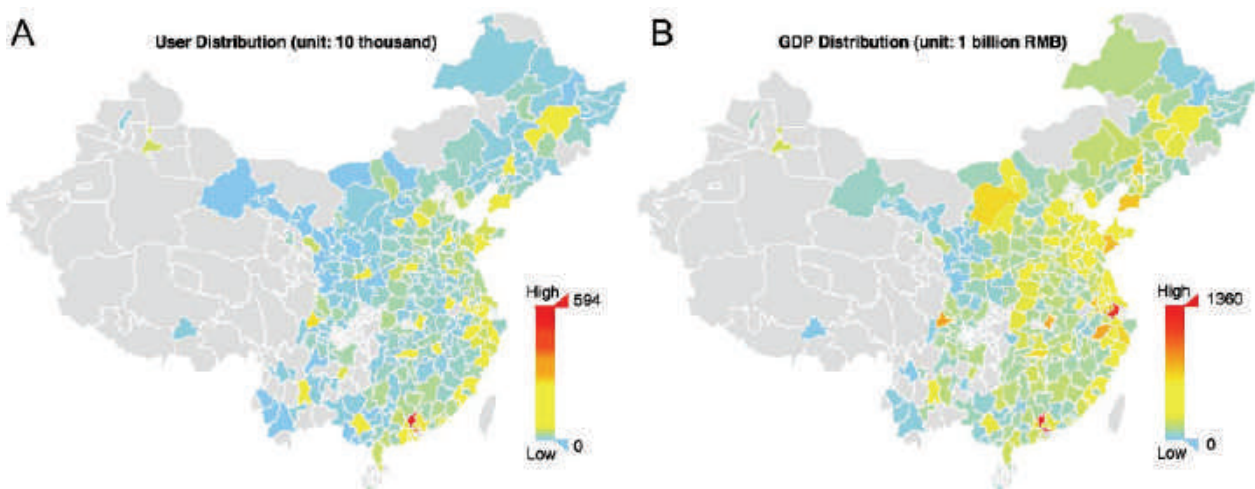 A
User Distribution (unit: 10 thousand)
High
594
0
Low
B
GDP Distribution (unit: 1 billion RMB)
High
1360
0
Low